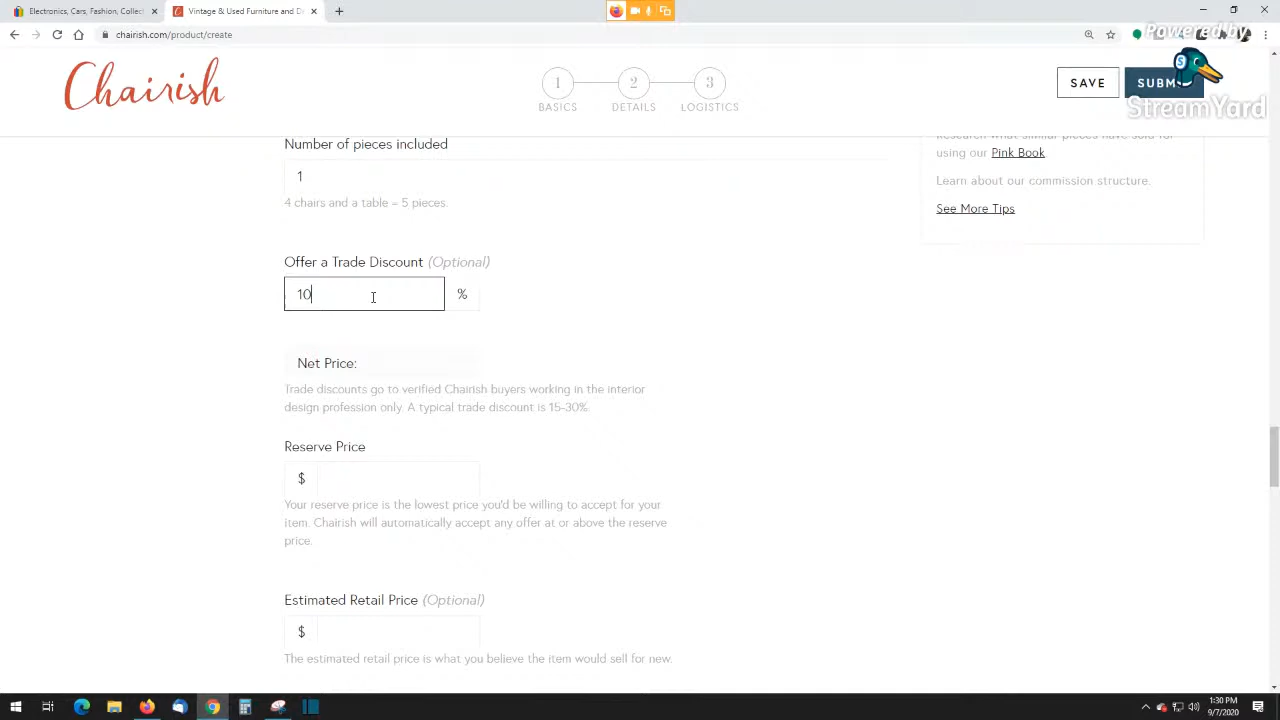 Electronics, Cars, Fashion, Collect
Vintage & Used Furniture and De
chairish.com/product/create
Powered by
StreamYard
Chairish
1
2
3
BASICS
DETAILS
LOGISTICS
SAVE
SUBM
Number of pieces included
1
4 chairs and a table = 5 pieces.
Research what similar pieces have sold for
using our Pink Book
Learn about our commission structure.
See More Tips
Offer a Trade Discount (Optional)
10
%
Net Price:
Trade discounts go to verified Chairish buyers working in the interior
design profession only. A typical trade discount is 15-30%.
Reserve Price
$
Your reserve price is the lowest price you'd be willing to accept for your
item. Chairish will automatically accept any offer at or above the reserve
price.
Estimated Retail Price (Optional)
$
The estimated retail price is what you believe the item would sell for new.
1:30 PM
9/7/2020